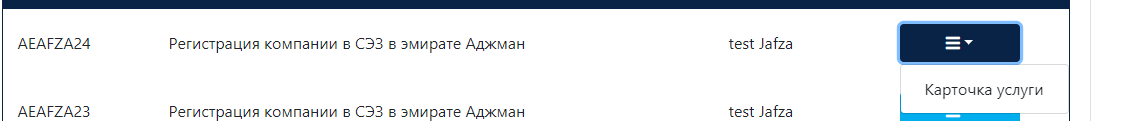 AEAFZA24 Регистрация компании в СЭЗ в эмирате Аджман test Jafza
Карточка услуги
AEAFZA23 Регистрация компании в СЭЗ в эмирате Аджман test Jafza